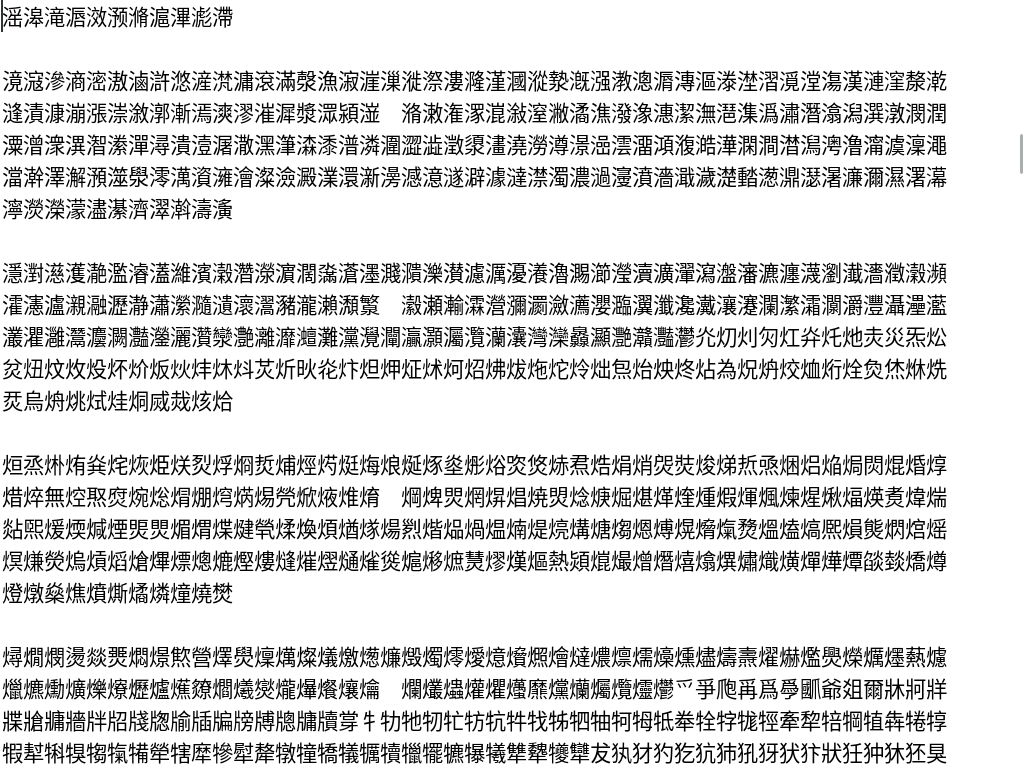 滛滜滝滣滧滪滫滬滭滮滯
滰滱滲滳滵滶滷滸滺滻滼滽滾滿漀漁漃漄漅漇漈漊漋漌漍漎漐漑漒漖漗漘漙漚漛漜漝漞漟漡漢漣漥漦漧
漨漬漮漰漲漴漵漷漸漹漺漻漼漽漿潀潁潂 潃潄潅潈潉潊潌潎潏潐潑潒潓潔潕潖潗潙潚潛潝潟潠潡潣潤
潥潧潨潩潪潫潬潯潰潱潳潵潶潷潹潻潽潾潿澀澁澂澃澅澆澇澊澋澏澐澑澒澓澔澕澖澗澘澙澚澛澝澞澟澠
澢澣澤澥澦澨澩澪澫澬澭澮澯澰澱澲澴澵澷澸澺澻澼澽澾澿濁濃濄濅濆濇濈濊濋濌濍濎濏濐濓濔濕濖濗
濘濙濚濛濜濝濟濢濣濤濥
濦濧濨濩濪濫濬濭濰濱濲濳濴濵濶濷濸濹濺濻濼濽濾濿瀀瀁瀂瀃瀄瀅瀆瀇瀈瀉瀊瀋瀌瀍瀎瀏瀐瀒瀓瀔瀕
瀖瀗瀘瀙瀜瀝瀞瀟瀠瀡瀢瀤瀥瀦瀧瀨瀩瀪 瀫瀬瀭瀮瀯瀰瀱瀲瀳瀴瀶瀷瀸瀺瀻瀼瀽瀾瀿灀灁灂灃灄灅灆
灇灈灉灊灋灍灎灐灑灒灓灔灕灖灗灘灙灚灛灜灝灟灠灡灢灣灤灥灦灧灨灩灪灮灱灲灳灴灷灹灺灻災炁炂
炃炄炆炇炈炋炌炍炏炐炑炓炗炘炚炛炞炟炠炡炢炣炤炥炦炧炨炩炪炰炲炴炵炶為炾炿烄烅烆烇烉烋烌烍
烎烏烐烑烒烓烔烕烖烗烚
烜烝烞烠烡烢烣烥烪烮烰烱烲烳烴烵烶烸烺烻烼烾烿焀焁焂焃焄焅焆焇焈焋焌焍焎焏焑焒焔焗焛焜焝焞
焟焠無焢焣焤焥焧焨焩焪焫焬焭焮焲焳焴 焵焷焸焹焺焻焼焽焾焿煀煁煂煃煄煆煇煈煉煋煍煏煐煑煒煓
煔煕煖煗煘煙煚煛煝煟煠煡煢煣煥煩煪煫煬煭煯煰煱煴煵煶煷煹煻煼煾煿熀熁熂熃熅熆熇熈熉熋熌熍熎
熐熑熒熓熕熖熗熚熛熜熝熞熡熢熣熤熥熦熧熩熪熫熭熮熯熰熱熲熴熶熷熸熺熻熼熽熾熿燀燁燂燄燅燆燇
燈燉燊燋燌燍燏燐燑燒燓
燖燗燘燙燚燛燜燝燞營燡燢燣燤燦燨燩燪燫燬燭燯燰燱燲燳燴燵燶燷燸燺燻燼燽燾燿爀爁爂爃爄爅爇爈
爉爊爋爌爍爎爏爐爑爒爓爔爕爖爗爘爙爚 爛爜爞爟爠爡爢爣爤爥爦爧爩爫爭爮爯爲爳爴爺爼爾牀牁牂
牃牄牅牆牉牊牋牎牏牐牑牓牔牕牗牘牚牜牞牠牣牤牥牨牪牫牬牭牰牱牳牴牶牷牸牻牼牽犂犃犅犆犇犈犉
犌犎犐犑犓犔犕犖犗犘犙犚犛犜犝犞犠犡犢犣犤犥犦犧犨犩犪犫犮犱犲犳犵犺犻犼犽犾犿狀狅狆狇狉狊